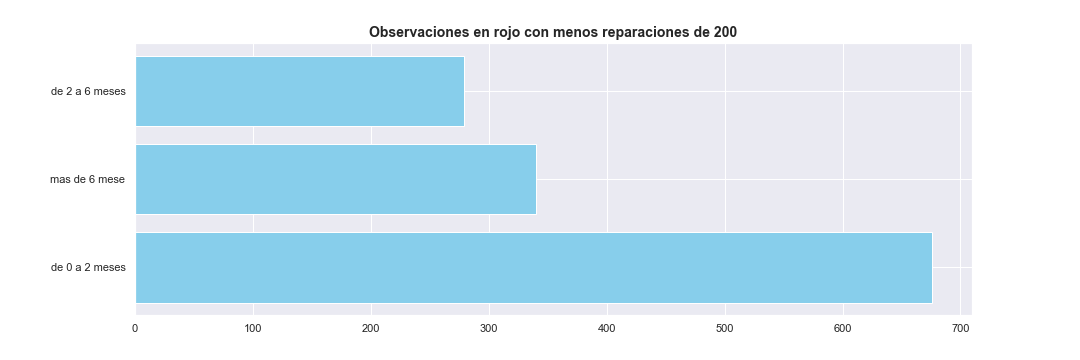 Observaciones en rojo con menos reparaciones de 200
de 2 a 6 meses
mas de 6 mese
de 0 a 2 meses
0 100 200 300 400 500 600 700